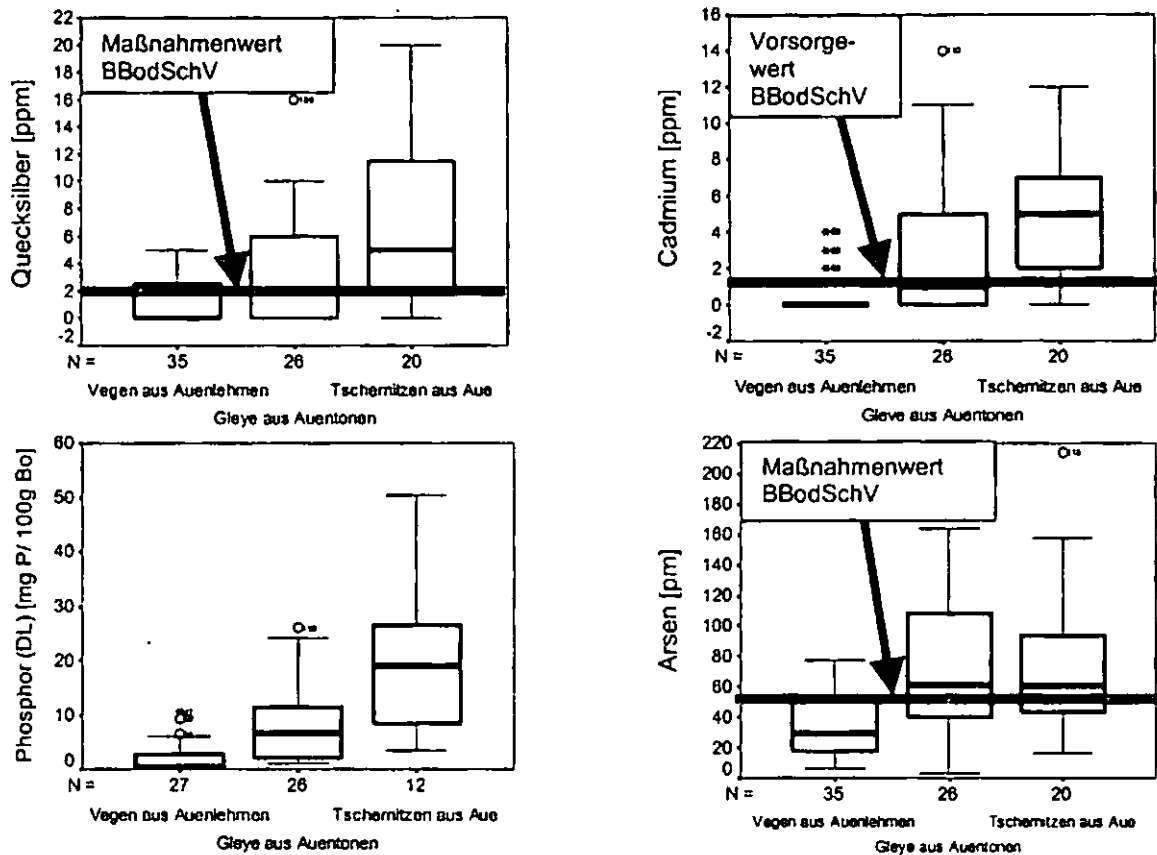 Quecksilber [ppm]
22
20
18
16
14
12
10
8
6
4
2
0
-2
Maßnahmenwert
BBodSchV
N =
35
26
20
Vegen aus Auenlehmen
Tschernitzen aus Aue
Gleye aus Auentonen
Cadmium [ppm]
16
14
12
10
8
6
4
2
0
-2
Vorsorge-
wert
BBodSchV
N =
35
26
20
Vegen aus Auenlehmen
Tschernitzen aus Aue
Gleye aus Auentonen
Phosphor (DL) [mg P/ 100g Bo]
60
50
40
30
20
10
0
N =
27
26
12
Vegen aus Auenlehmen
Tschernitzen aus Aue
Gleye aus Auentonen
Arsen [pm]
220
200
180
160
140
120
100
80
60
40
20
0
Maßnahmenwert
BBodSchV
N =
35
26
20
Vegen aus Auenlehmen
Tschernitzen aus Aue
Gleye aus Auentonen